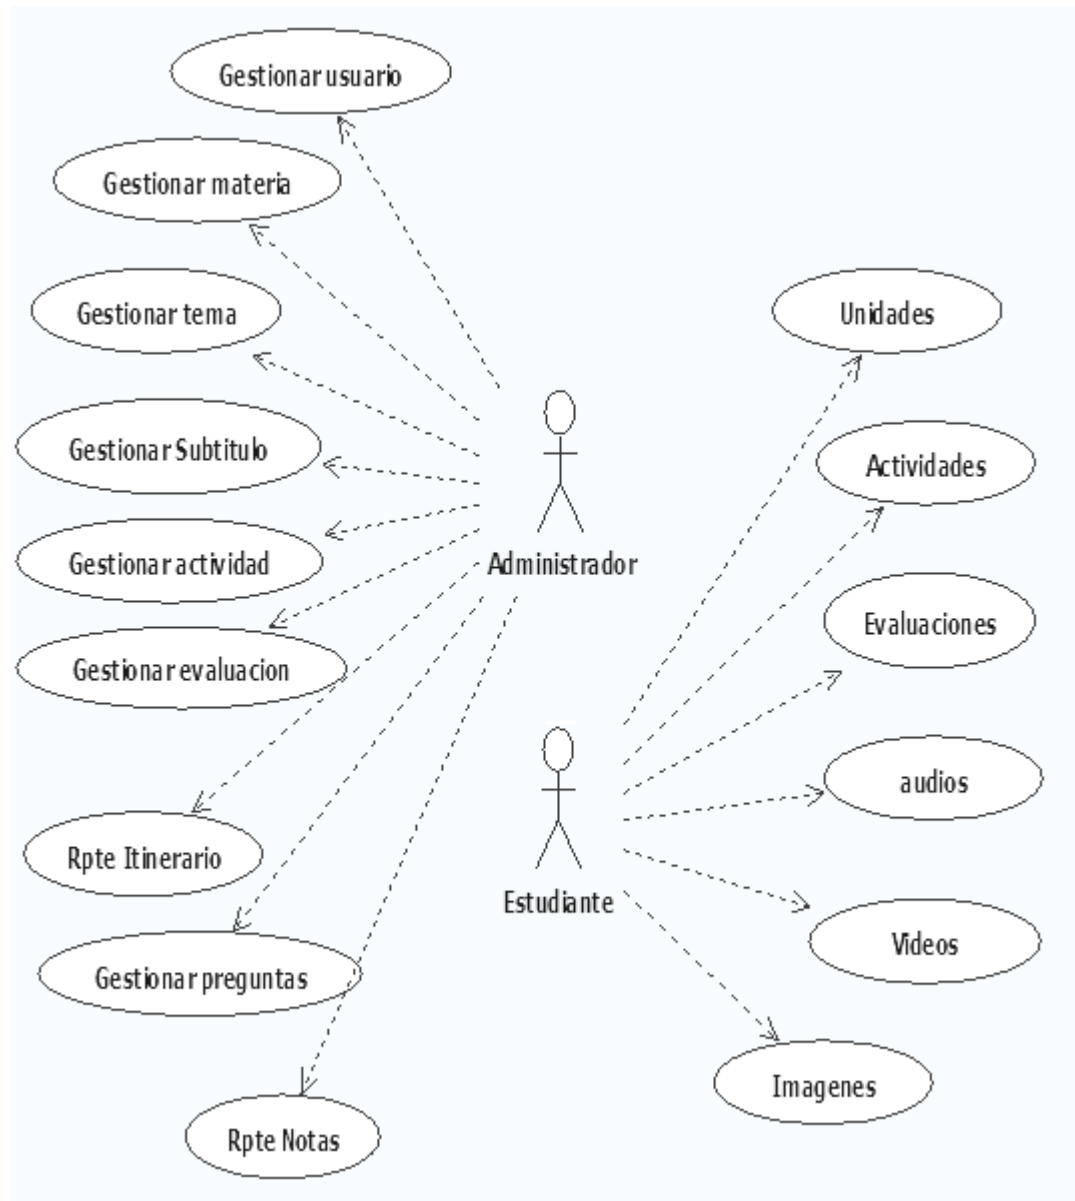 Gestionar usuario
Gestionar materia
Gestionar tema
Gestionar Subtitulo
Gestionar actividad
Gestionar evaluacion
Rpte Itinerario
Gestionar preguntas
Rpte Notas
Administrador
Estudiante
Unidades
Actividades
Evaluaciones
audios
Videos
Imagenes